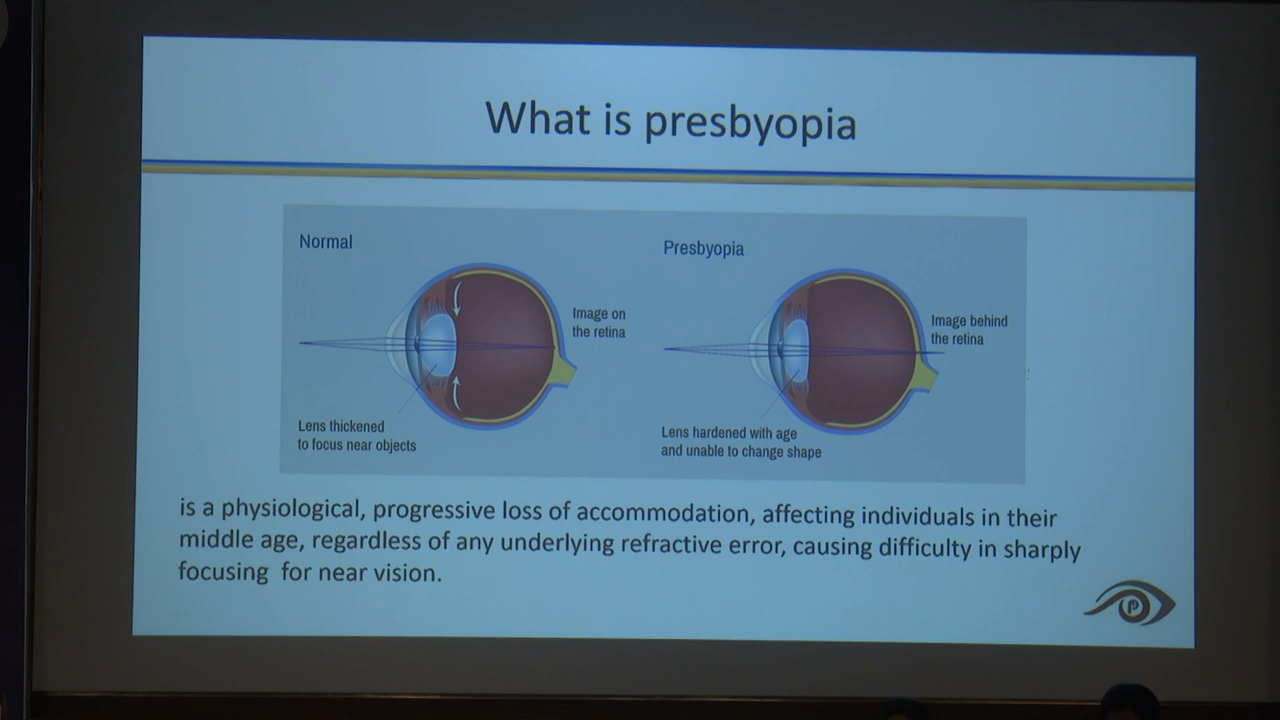 What is presbyopia
Normal
Image on
the retina
Lens thickened
to focus near objects
Presbyopia
Image behind
the retina
Lens hardened with age
and unable to change shape
is a physiological, progressive loss of accommodation, affecting individuals in their
middle age, regardless of any underlying refractive error, causing difficulty in sharply
focusing for near vision.
P